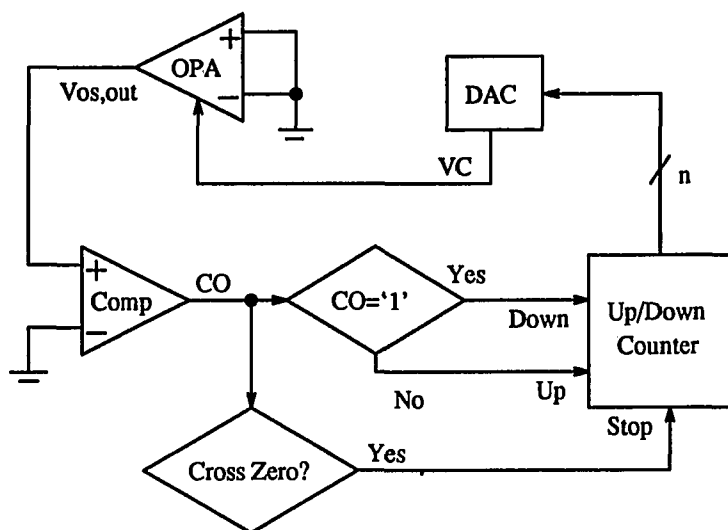 +
OPA
−
Vos,out
DAC
VC
n
+
Comp
−
CO
CO=‘1’
Yes
Down
Up/Down
Counter
No
Up
Stop
Cross Zero?
Yes